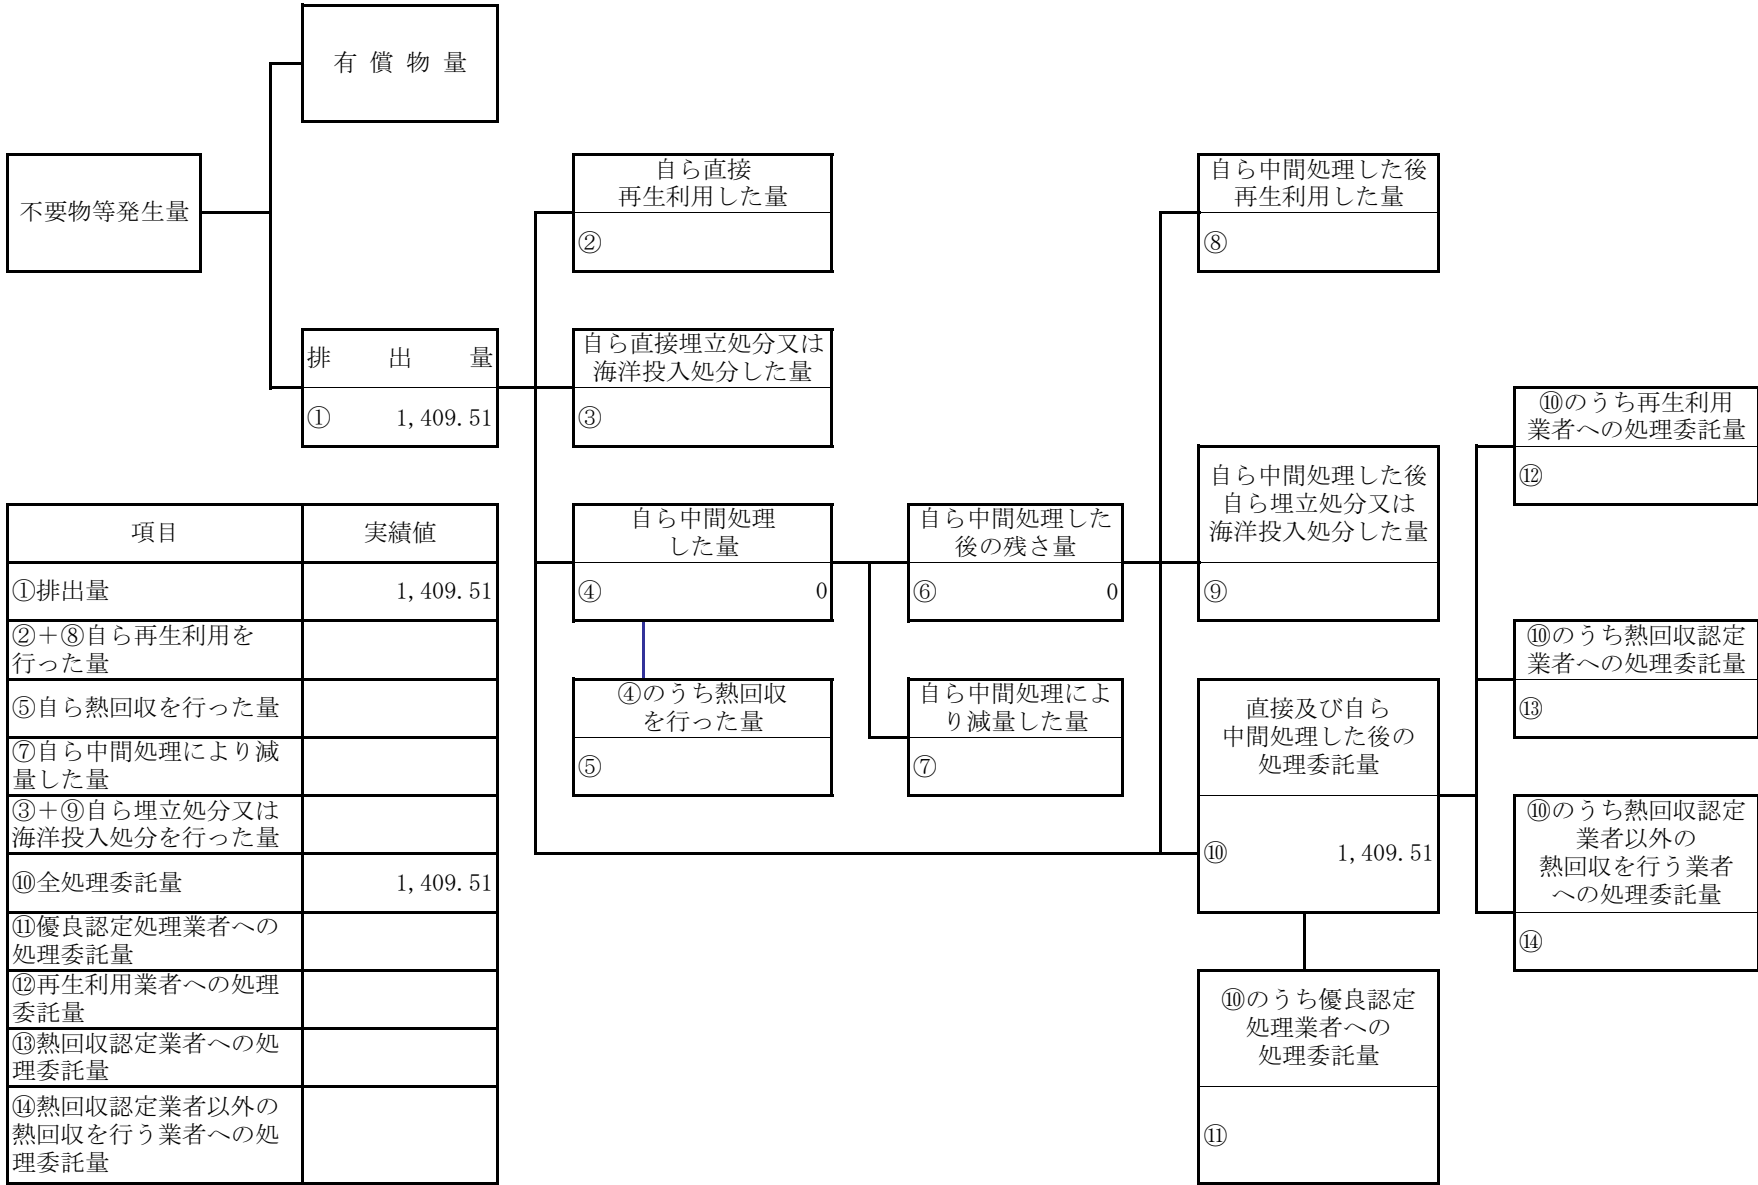 有償物量
不要物等発生量
排出量
① 1,409.51
自ら直接
再生利用した量
②
自ら直接埋立処分又は
海洋投入処分した量
③
自ら中間処理
した量
④ 0
④のうち熱回収
を行った量
⑤
自ら中間処理した
後の残さ量
⑥ 0
自ら中間処理によ
り減量した量
⑦
自ら中間処理した後
再生利用した量
⑧
自ら中間処理した後
自ら埋立処分又は
海洋投入処分した量
⑨
直接及び自ら
中間処理した後の
処理委託量
⑩ 1,409.51
⑩のうち優良認定
処理業者への
処理委託量
⑪
⑩のうち再生利用
業者への処理委託量
⑫
⑩のうち熱回収認定
業者への処理委託量
⑬
⑩のうち熱回収認定
業者以外の
熱回収を行う業者
への処理委託量
⑭
項目 実績値
①排出量 1,409.51
②＋⑧自ら再生利用を
行った量
⑤自ら熱回収を行った量
⑦自ら中間処理により減
量した量
③＋⑨自ら埋立処分又は
海洋投入処分を行った量
⑩全処理委託量 1,409.51
⑪優良認定処理業者への
処理委託量
⑫再生利用業者への処理
委託量
⑬熱回収認定業者への処
理委託量
⑭熱回収認定業者以外の
熱回収を行う業者への処
理委託量